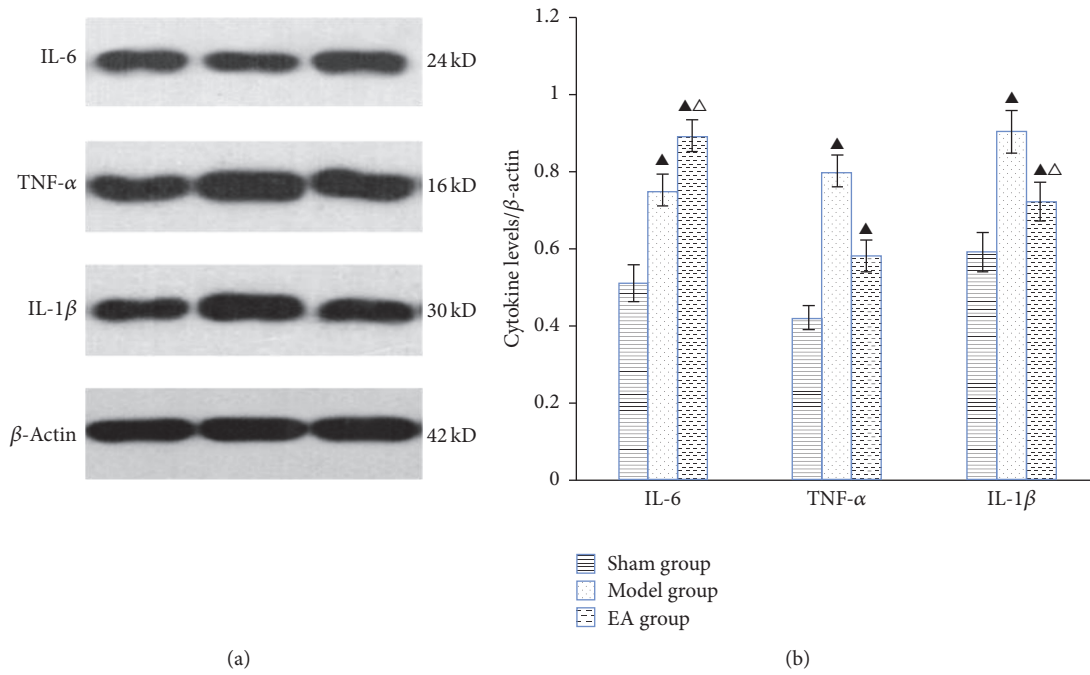 IL-6
24 kD
TNF-α
16 kD
IL-1β
30 kD
β-Actin
42 kD
(a)
1.2
1
0.8
0.6
0.4
0.2
0
Cytokine levels/β-actin
▲
▲△
▲
▲
▲
▲△
IL-6
TNF-α
IL-1β
Sham group
Model group
EA group
(b)